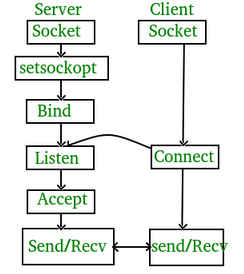 Server
Client
Socket
Socket
setsockopt
Bind
Listen
Connect
Accept
Send/Recv
send/Recv